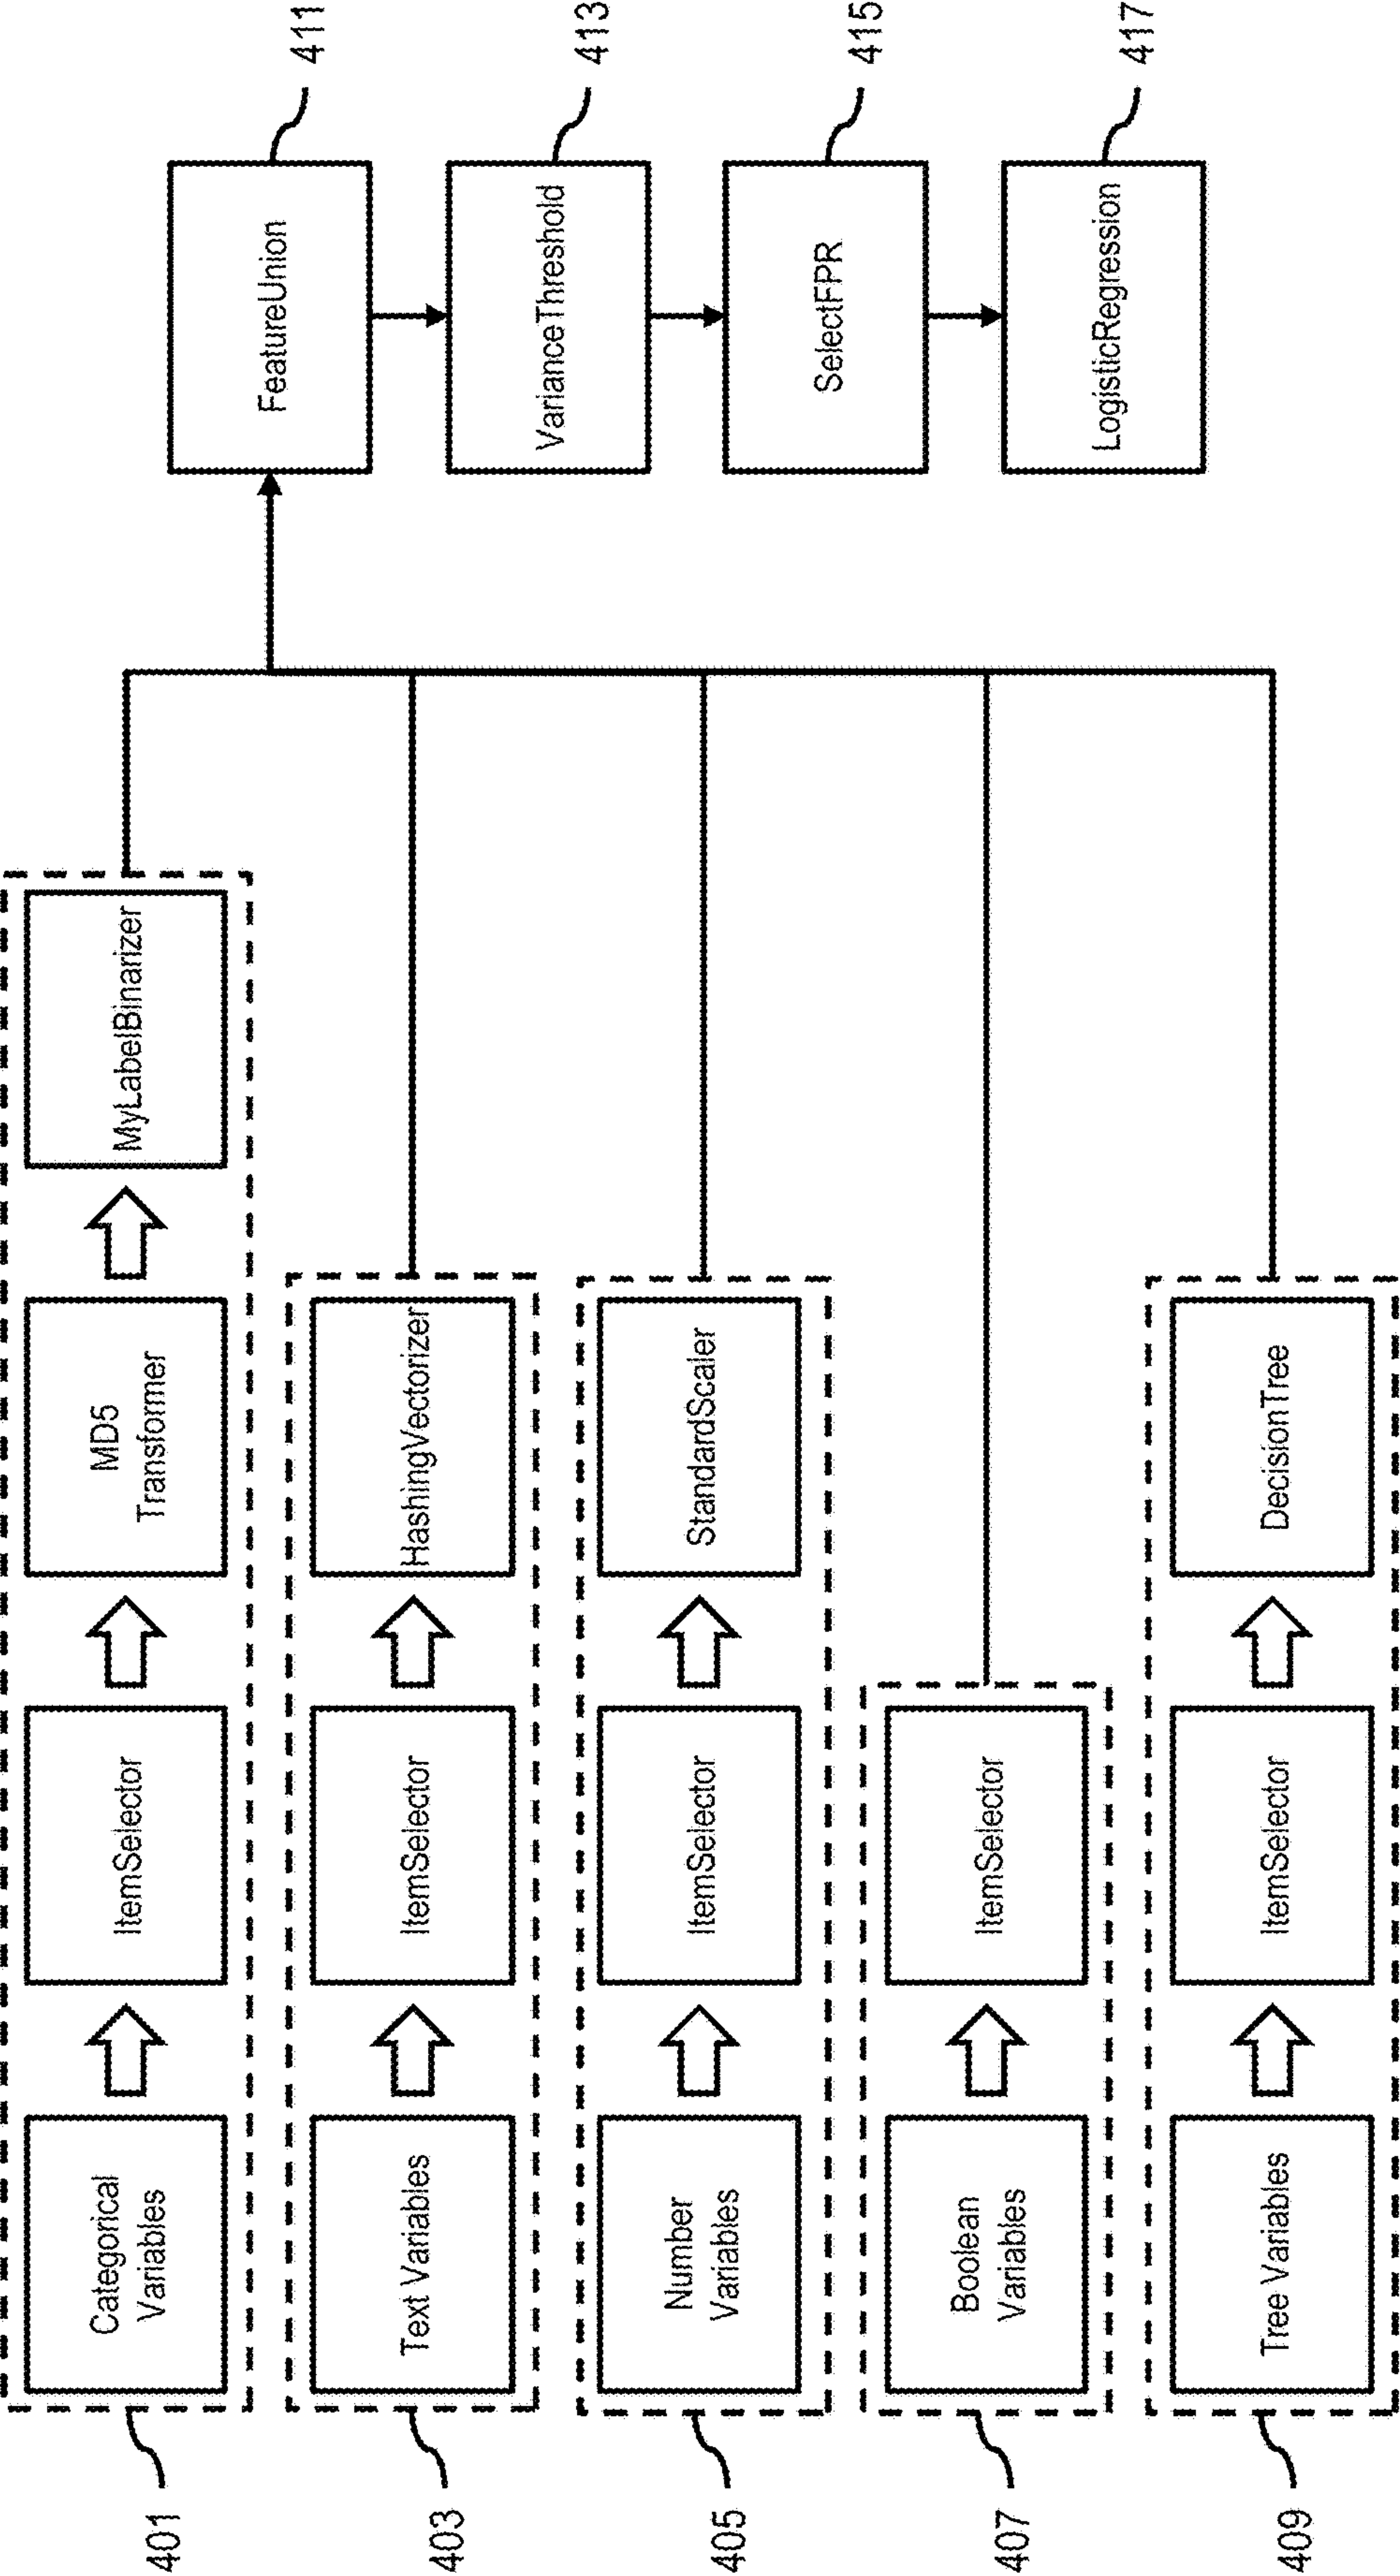 401
Categorical
Variables
ItemSelector
MD5
Transformer
MyLabelBinarizer
403
Text Variables
ItemSelector
HashingVectorizer
405
Number
Variables
ItemSelector
StandardScaler
407
Boolean
Variables
ItemSelector
409
Tree Variables
ItemSelector
DecisionTree
FeatureUnion
411
VarianceThreshold
413
SelectFPR
415
LogisticRegression
417